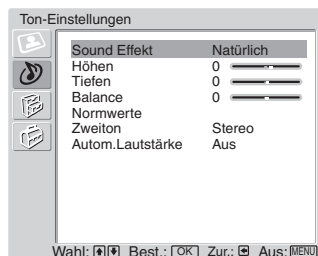 Ton-Einstellungen
Sound Effekt Natürlich
Höhen 0
Tiefen 0
Balance 0
Normwerte
Zweiton Stereo
Autom.Lautstärke Aus
Wahl: Best.: OK Zur.: Aus: MENU